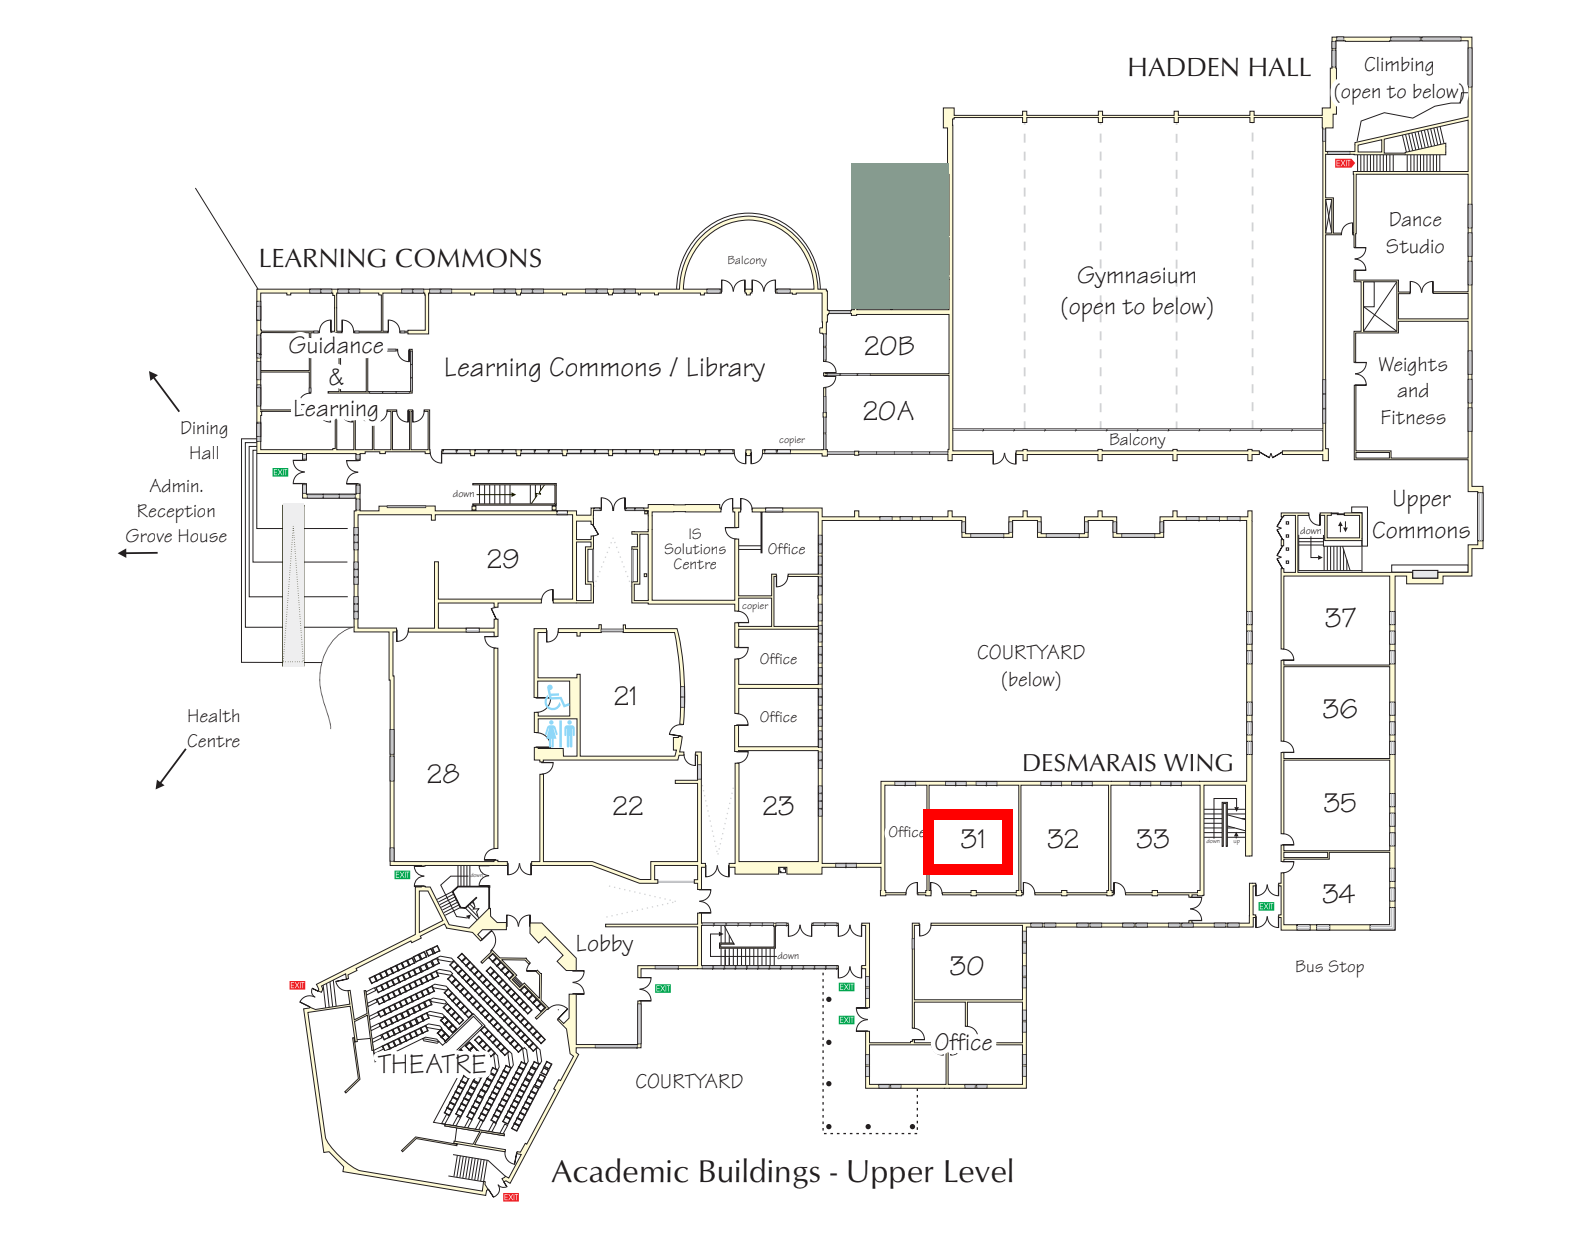 HADDEN HALL
Climbing
(open to below)
EXIT
Dance
Studio
LEARNING COMMONS
Balcony
Gymnasium
(open to below)
Guidance
&
Learning
Learning Commons / Library
20B
20A
Weights
and
Fitness
Balcony
copier
Dining
Hall
EXIT
Admin.
Reception
Grove House
down
Upper
Commons
down
29
IS
Solutions
Centre
Office
copier
37
COURTYARD
(below)
Office
21
36
Office
Health
Centre
28
22
23
DESMARAIS WING
35
Office
31
32
33
down
up
EXIT
down
34
EXIT
Lobby
down
30
Bus Stop
EXIT
EXIT
EXIT
EXIT
Office
THEATRE
COURTYARD
Academic Buildings - Upper Level
EXIT